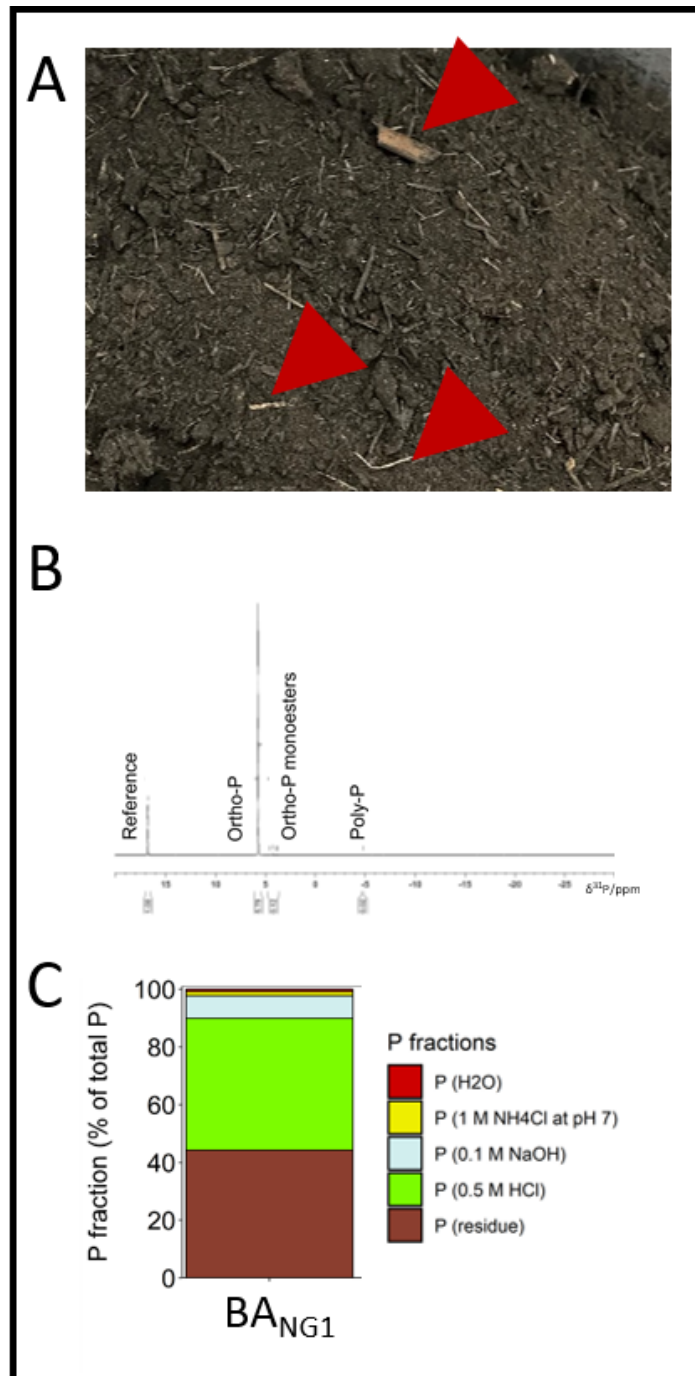 A
B
Reference
Ortho-P
Ortho-P monoesters
Poly-P
15 10 5 0 -5 -10 -15 -20 -25
δ³¹P/ppm
C
P fraction (% of total P)
100
80
60
40
20
0
BA_NG1
P fractions
P (H2O)
P (1 M NH4Cl at pH 7)
P (0.1 M NaOH)
P (0.5 M HCl)
P (residue)